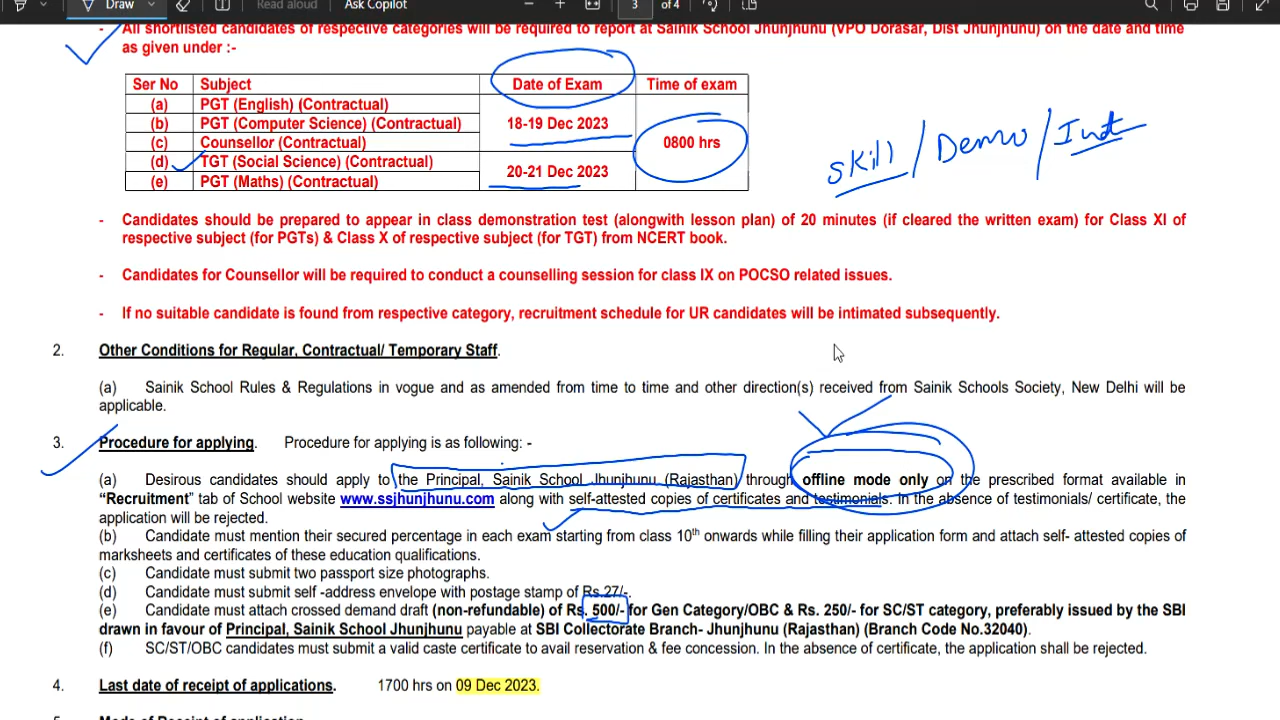 Draw
Read aloud
Ask Copilot
3
of 4
- All shortlisted candidates of respective categories will be required to report at Sainik School Jhunjhunu (VPO Dorasar, Dist Jhunjhunu) on the date and time
as given under :-
Ser No Subject Date of Exam Time of exam
(a) PGT (English) (Contractual)
(b) PGT (Computer Science) (Contractual) 18-19 Dec 2023
(c) Counsellor (Contractual) 0800 hrs
(d) TGT (Social Science) (Contractual) 20-21 Dec 2023
(e) PGT (Maths) (Contractual)
Skill / Demo / Int
- Candidates should be prepared to appear in class demonstration test (alongwith lesson plan) of 20 minutes (if cleared the written exam) for Class XI of
respective subject (for PGTs) & Class X of respective subject (for TGT) from NCERT book.
- Candidates for Counsellor will be required to conduct a counselling session for class IX on POCSO related issues.
- If no suitable candidate is found from respective category, recruitment schedule for UR candidates will be intimated subsequently.
2. Other Conditions for Regular, Contractual/ Temporary Staff.
(a) Sainik School Rules & Regulations in vogue and as amended from time to time and other direction(s) received from Sainik Schools Society, New Delhi will be
applicable.
3. Procedure for applying. Procedure for applying is as following: -
(a) Desirous candidates should apply to the Principal, Sainik School Jhunjhunu (Rajasthan) through offline mode only on the prescribed format available in
“Recruitment” tab of School website www.ssjhunjhunu.com along with self-attested copies of certificates and testimonials. In the absence of testimonials/ certificate, the
application will be rejected.
(b) Candidate must mention their secured percentage in each exam starting from class 10th onwards while filling their application form and attach self- attested copies of
marksheets and certificates of these education qualifications.
(c) Candidate must submit two passport size photographs.
(d) Candidate must submit self -address envelope with postage stamp of Rs.27/-.
(e) Candidate must attach crossed demand draft (non-refundable) of Rs. 500/- for Gen Category/OBC & Rs. 250/- for SC/ST category, preferably issued by the SBI
drawn in favour of Principal, Sainik School Jhunjhunu payable at SBI Collectorate Branch- Jhunjhunu (Rajasthan) (Branch Code No.32040).
(f) SC/ST/OBC candidates must submit a valid caste certificate to avail reservation & fee concession. In the absence of certificate, the application shall be rejected.
4. Last date of receipt of applications. 1700 hrs on 09 Dec 2023.
5. Mode of Receipt of application